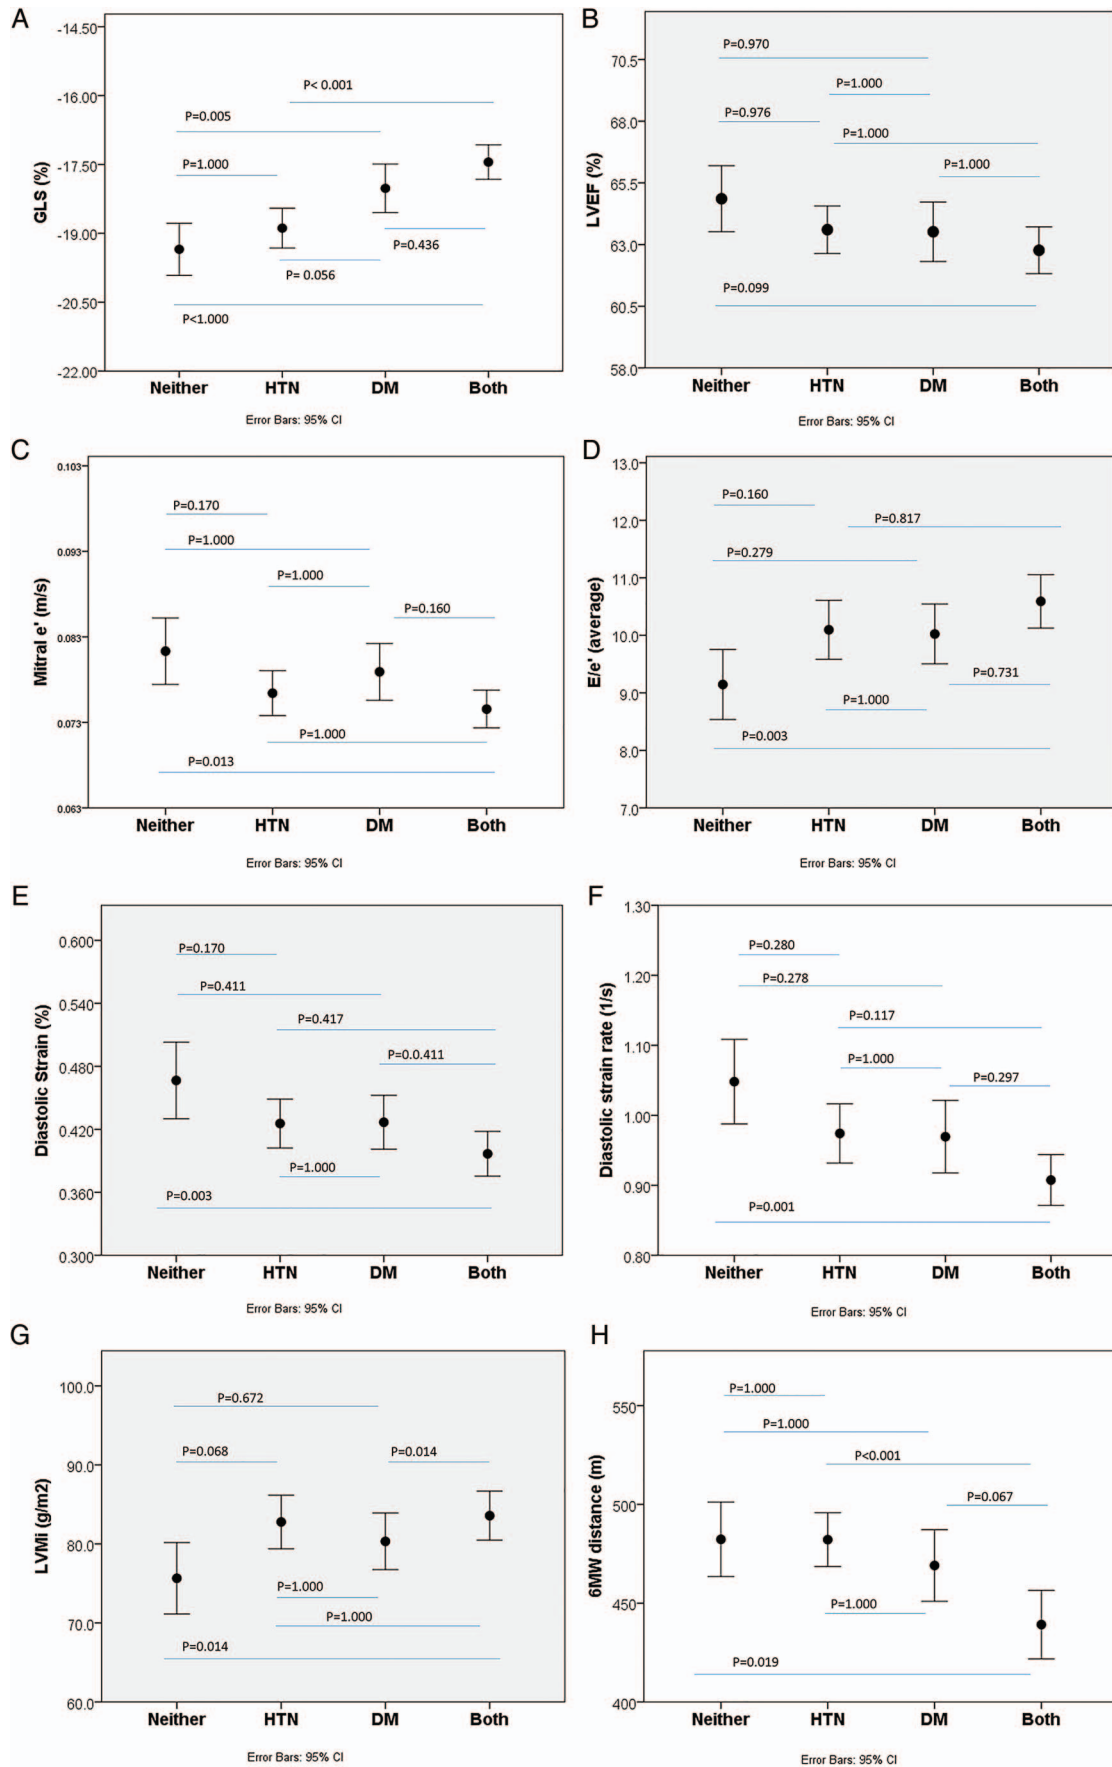 A
-14.50
-16.00
-17.50
-19.00
-20.50
-22.00
GLS (%)
P< 0.001
P=0.005
P=1.000
P=0.436
P= 0.056
P<1.000
Neither HTN DM Both
Error Bars: 95% CI
B
70.5
68.0
65.5
63.0
60.5
58.0
LVEF (%)
P=0.970
P=1.000
P=0.976
P=1.000
P=1.000
P=0.099
Neither HTN DM Both
Error Bars: 95% CI
C
0.103
0.093
0.083
0.073
0.063
Mitral e' (m/s)
P=0.170
P=1.000
P=1.000
P=0.160
P=1.000
P=0.013
Neither HTN DM Both
Error Bars: 95% CI
D
13.0
12.0
11.0
10.0
9.0
8.0
7.0
E/e' (average)
P=0.160
P=0.817
P=0.279
P=0.731
P=1.000
P=0.003
Neither HTN DM Both
Error Bars: 95% CI
E
0.600
0.540
0.480
0.420
0.360
0.300
Diastolic Strain (%)
P=0.170
P=0.411
P=0.417
P=0.0.411
P=1.000
P=0.003
Neither HTN DM Both
Error Bars: 95% CI
F
1.30
1.20
1.10
1.00
0.90
0.80
Diastolic strain rate (1/s)
P=0.280
P=0.278
P=0.117
P=1.000
P=0.297
P=0.001
Neither HTN DM Both
Error Bars: 95% CI
G
100.0
90.0
80.0
70.0
60.0
LVMi (g/m2)
P=0.672
P=0.068
P=0.014
P=1.000
P=1.000
P=0.014
Neither HTN DM Both
Error Bars: 95% CI
H
550
500
450
400
6MW distance (m)
P=1.000
P=1.000
P<0.001
P=0.067
P=1.000
P=0.019
Neither HTN DM Both
Error Bars: 95% CI